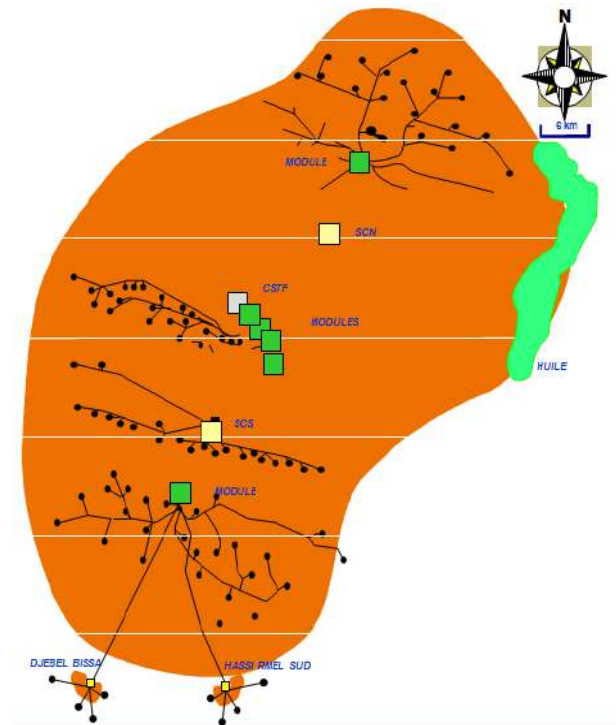 N
6 km
MODULE
SCN
CSTF
MODULES
HUILE
SCS
MODULE
DJEBEL BISSA
HASSI RMEL SUD